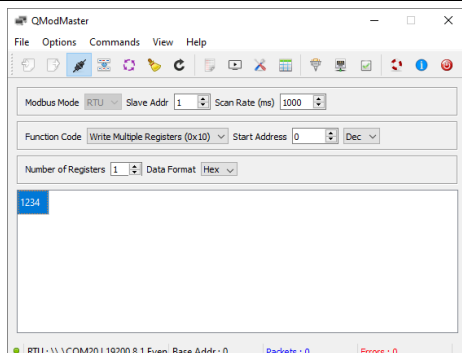 QModMaster
File Options Commands View Help
Modbus Mode RTU Slave Addr 1 Scan Rate (ms) 1000
Function Code Write Multiple Registers (0x10) Start Address 0 Dec
Number of Registers 1 Data Format Hex
1234
RTU : \\.\COM20 | 19200,8,1,Even Base Addr : 0 Packets : 0 Errors : 0